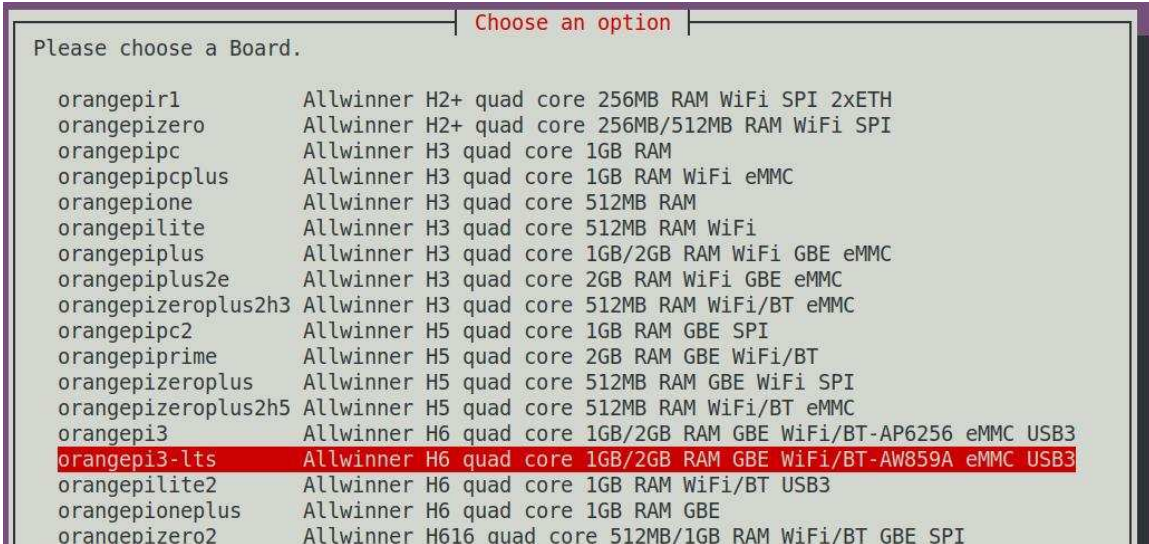 Choose an option
Please choose a Board.
orangepir1 Allwinner H2+ quad core 256MB RAM WiFi SPI 2xETH
orangepizero Allwinner H2+ quad core 256MB/512MB RAM WiFi SPI
orangepipc Allwinner H3 quad core 1GB RAM
orangepipcplus Allwinner H3 quad core 1GB RAM WiFi eMMC
orangepione Allwinner H3 quad core 512MB RAM
orangepilite Allwinner H3 quad core 512MB RAM WiFi
orangepiplus Allwinner H3 quad core 1GB/2GB RAM WiFi GBE eMMC
orangepiplus2e Allwinner H3 quad core 2GB RAM WiFi GBE eMMC
orangepizeroplus2h3 Allwinner H3 quad core 512MB RAM WiFi/BT eMMC
orangepipc2 Allwinner H5 quad core 1GB RAM GBE SPI
orangepiprime Allwinner H5 quad core 2GB RAM GBE WiFi/BT
orangepizeroplus Allwinner H5 quad core 512MB RAM GBE WiFi SPI
orangepizeroplus2h5 Allwinner H5 quad core 512MB RAM WiFi/BT eMMC
orangepi3 Allwinner H6 quad core 1GB/2GB RAM GBE WiFi/BT-AP6256 eMMC USB3
orangepi3-lts Allwinner H6 quad core 1GB/2GB RAM GBE WiFi/BT-AW859A eMMC USB3
orangepilite2 Allwinner H6 quad core 1GB RAM WiFi/BT USB3
orangepioneplus Allwinner H6 quad core 1GB RAM GBE
orangepizero2 Allwinner H616 quad core 512MB/1GB RAM WiFi/BT GBE SPI